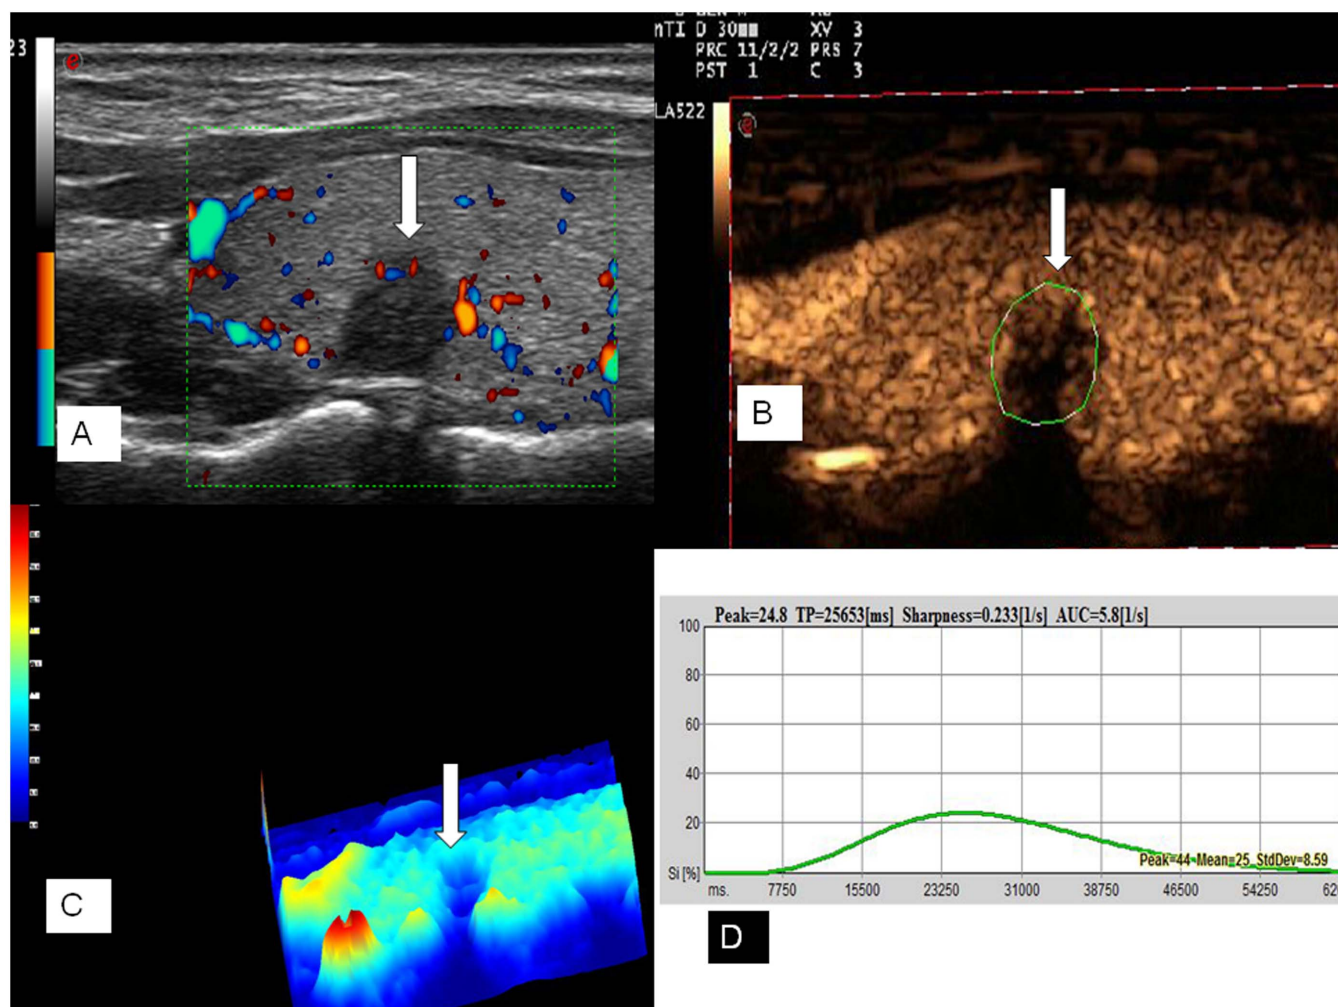 23
e
A
nTI D 30 XV 3
PRC 11/2/2 PRS 7
PST 1 C 3
LA522
e
B
C
Peak=24.8 TP=25653[ms] Sharpness=0.233[1/s] AUC=5.8[1/s]
100
80
60
40
20
Si [%]
Peak=44 Mean=25 StdDev=8.59
ms. 7750 15500 23250 31000 38750 46500 54250
D